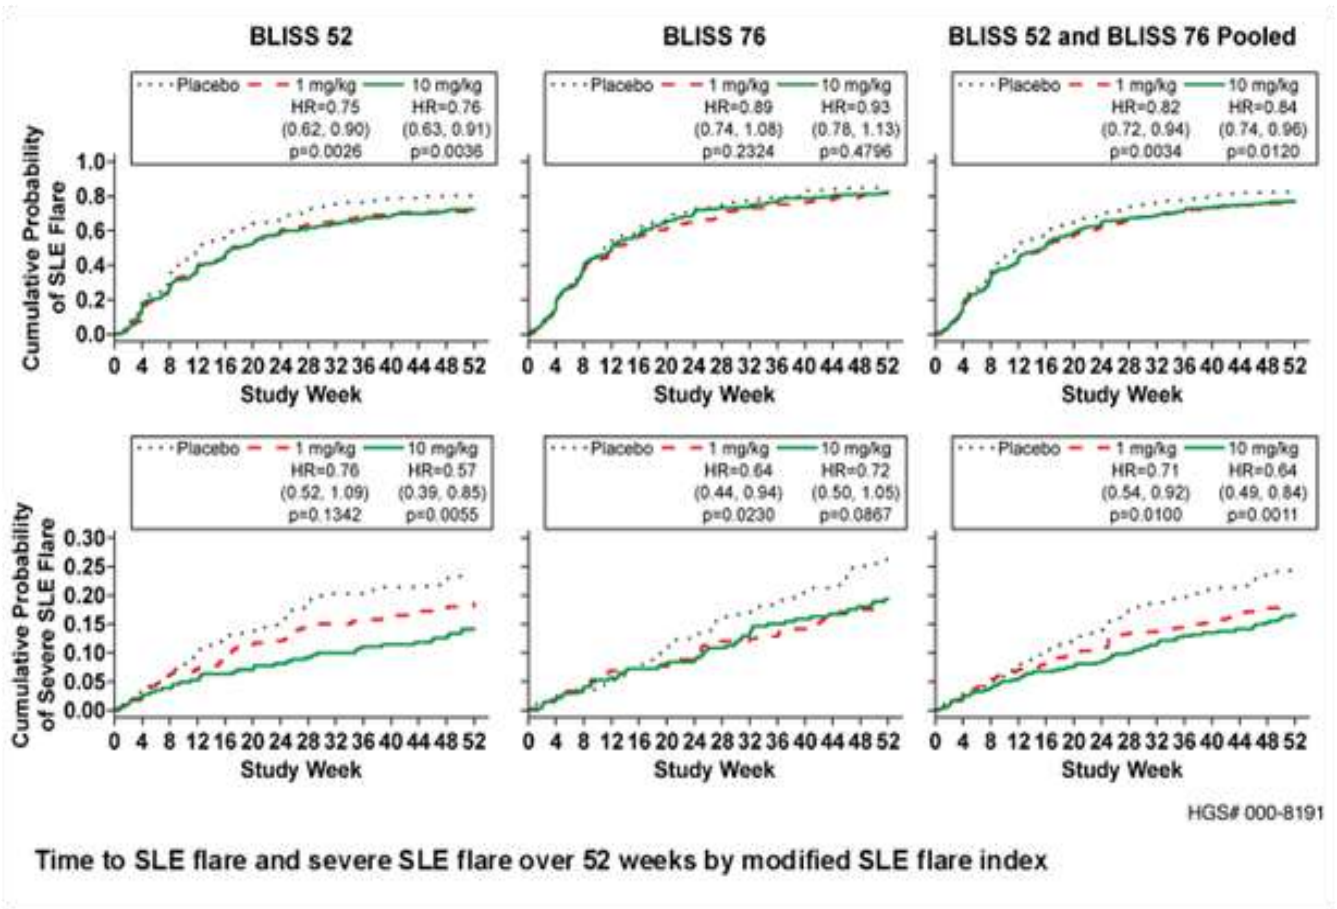 BLISS 52
BLISS 76
BLISS 52 and BLISS 76 Pooled
Placebo 1 mg/kg 10 mg/kg
HR=0.75 HR=0.76
(0.62, 0.90) (0.63, 0.91)
p=0.0026 p=0.0036
Placebo 1 mg/kg 10 mg/kg
HR=0.89 HR=0.93
(0.74, 1.08) (0.78, 1.13)
p=0.2324 p=0.4796
Placebo 1 mg/kg 10 mg/kg
HR=0.82 HR=0.84
(0.72, 0.94) (0.74, 0.96)
p=0.0034 p=0.0120
Cumulative Probability
of SLE Flare
1.0
0.8
0.6
0.4
0.2
0.0
0 4 8 12 16 20 24 28 32 36 40 44 48 52
Study Week
0 4 8 12 16 20 24 28 32 36 40 44 48 52
Study Week
0 4 8 12 16 20 24 28 32 36 40 44 48 52
Study Week
Placebo 1 mg/kg 10 mg/kg
HR=0.76 HR=0.57
(0.52, 1.09) (0.39, 0.85)
p=0.1342 p=0.0055
Placebo 1 mg/kg 10 mg/kg
HR=0.64 HR=0.72
(0.44, 0.94) (0.50, 1.05)
p=0.0230 p=0.0867
Placebo 1 mg/kg 10 mg/kg
HR=0.71 HR=0.64
(0.54, 0.92) (0.49, 0.84)
p=0.0100 p=0.0011
Cumulative Probability
of Severe SLE Flare
0.30
0.25
0.20
0.15
0.10
0.05
0.00
0 4 8 12 16 20 24 28 32 36 40 44 48 52
Study Week
0 4 8 12 16 20 24 28 32 36 40 44 48 52
Study Week
0 4 8 12 16 20 24 28 32 36 40 44 48 52
Study Week
HGS# 000-8191
Time to SLE flare and severe SLE flare over 52 weeks by modified SLE flare index